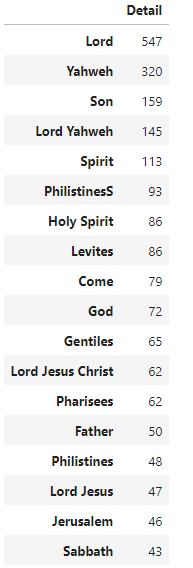 Detail
Lord 547
Yahweh 320
Son 159
Lord Yahweh 145
Spirit 113
PhilistinesS 93
Holy Spirit 86
Levites 86
Come 79
God 72
Gentiles 65
Lord Jesus Christ 62
Pharisees 62
Father 50
Philistines 48
Lord Jesus 47
Jerusalem 46
Sabbath 43